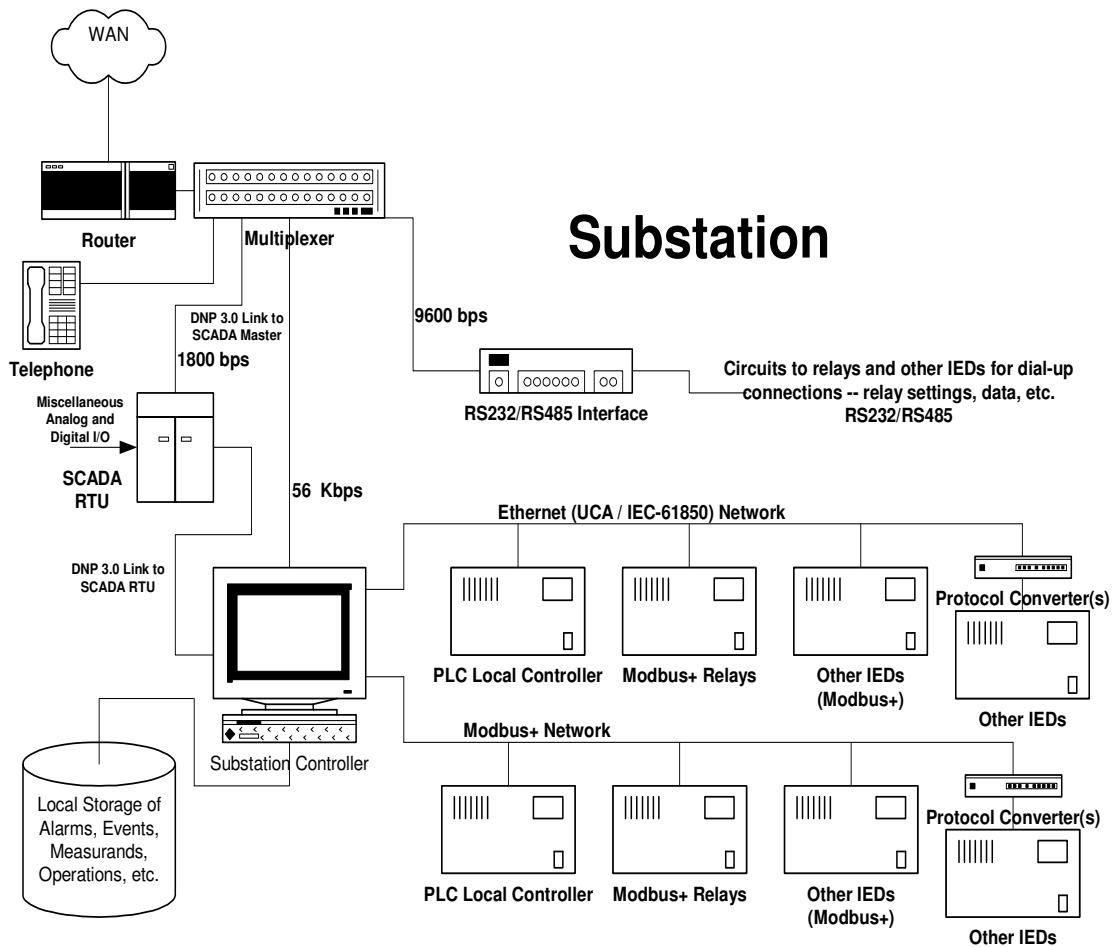 WAN
Router
Multiplexer
Substation
Telephone
DNP 3.0 Link to
SCADA Master
1800 bps
9600 bps
RS232/RS485 Interface
Circuits to relays and other IEDs for dial-up
connections -- relay settings, data, etc.
RS232/RS485
Miscellaneous
Analog and
Digital I/O
SCADA
RTU
56 Kbps
DNP 3.0 Link to
SCADA RTU
Ethernet (UCA / IEC-61850) Network
PLC Local Controller
Modbus+ Relays
Other IEDs
(Modbus+)
Protocol Converter(s)
Other IEDs
Substation Controller
Modbus+ Network
PLC Local Controller
Modbus+ Relays
Other IEDs
(Modbus+)
Protocol Converter(s)
Other IEDs
Local Storage of
Alarms, Events,
Measurands,
Operations, etc.